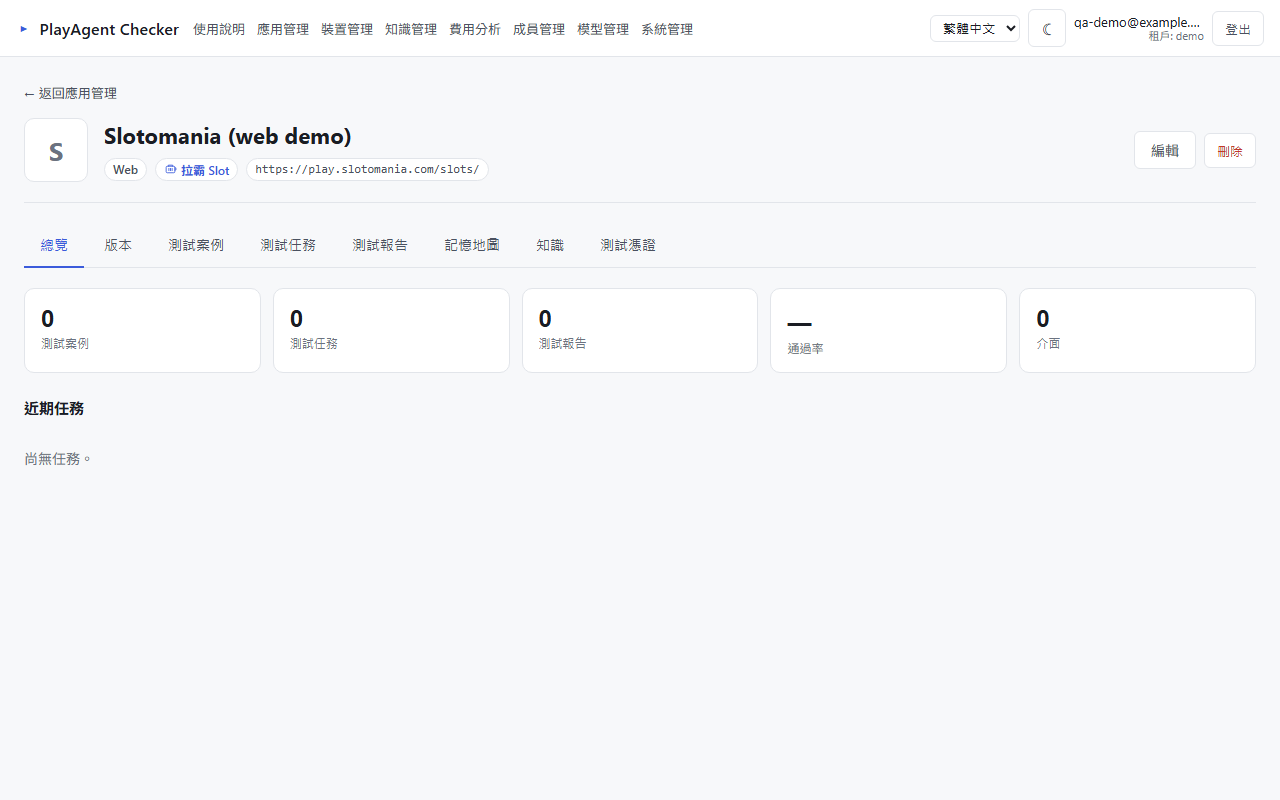 PlayAgent Checker 使用說明 應用管理 裝置管理 知識管理 費用分析 成員管理 模型管理 系統管理 繁體中文 qa-demo@example.... 登出
租戶: demo
← 返回應用管理
S
Slotomania (web demo)
Web 拉霸 Slot https://play.slotomania.com/slots/
編輯 刪除
總覽 版本 測試案例 測試任務 測試報告 記憶地圖 知識 測試憑證
0 0 0 — 0
測試案例 測試任務 測試報告 通過率 介面
近期任務
尚無任務。